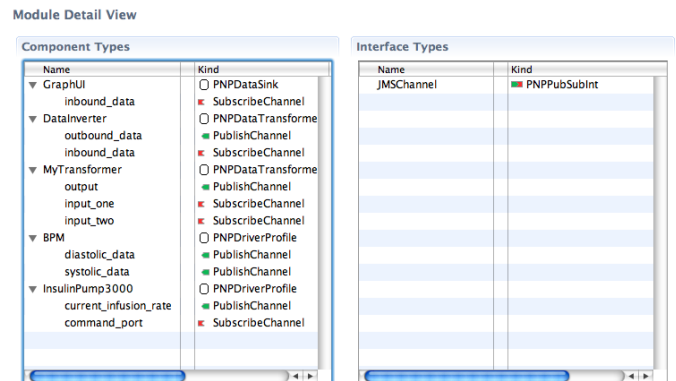 Module Detail View
Component Types
Name Kind
GraphUI PNPDataSink
inbound_data SubscribeChannel
DataInverter PNPDataTransforme
outbound_data PublishChannel
inbound_data SubscribeChannel
MyTransformer PNPDataTransforme
output PublishChannel
input_one SubscribeChannel
input_two SubscribeChannel
BPM PNPDriverProfile
diastolic_data PublishChannel
systolic_data PublishChannel
InsulinPump3000 PNPDriverProfile
current_infusion_rate PublishChannel
command_port SubscribeChannel
Interface Types
Name Kind
JMSChannel PNPPubSubInt